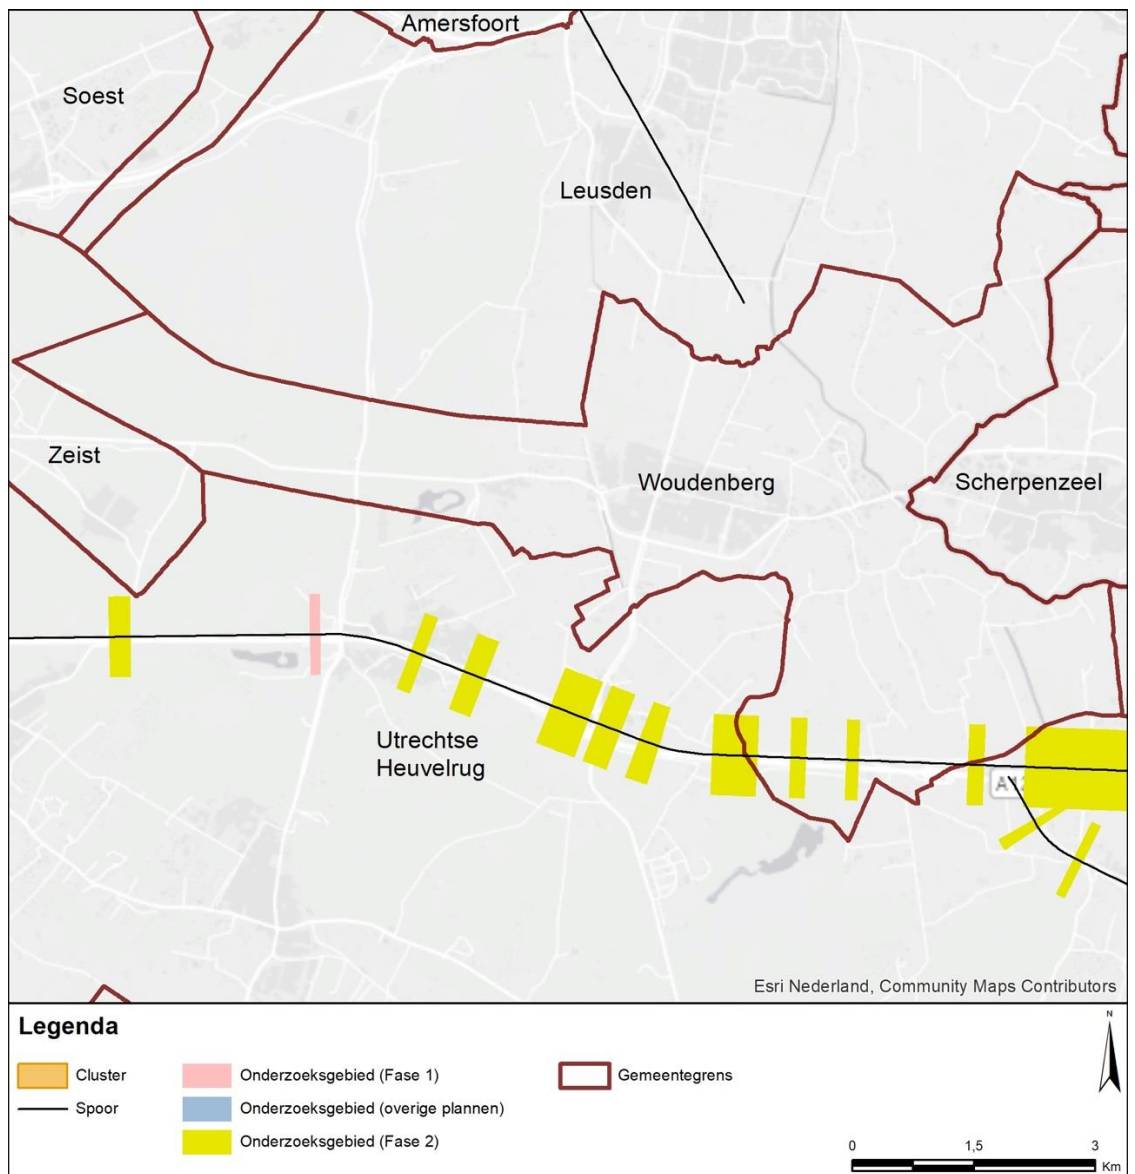 Amersfoort
Soest
Leusden
Zeist
Woudenberg
Scherpenzeel
Utrechtse
Heuvelrug
Esri Nederland, Community Maps Contributors
Legenda
N
Cluster
Spoor
Onderzoeksgebied (Fase 1)
Onderzoeksgebied (overige plannen)
Onderzoeksgebied (Fase 2)
Gemeentegrens
0 1,5 3
Km